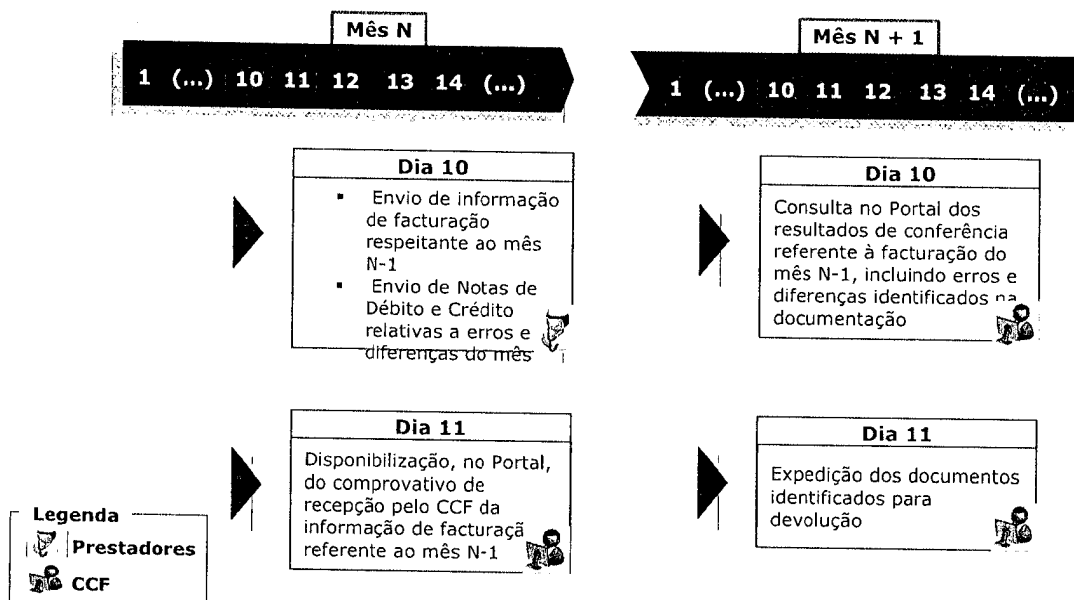 Mês N
1 (...) 10 11 12 13 14 (...)
Mês N + 1
1 (...) 10 11 12 13 14 (...)
Dia 10
▪ Envio de informação
de facturação
respeitante ao mês
N-1
▪ Envio de Notas de
Débito e Crédito
relativas a erros e
diferenças do mês
Dia 10
Consulta no Portal dos
resultados de conferência
referente à facturação do
mês N-1, incluindo erros e
diferenças identificados na
documentação
Dia 11
Disponibilização, no Portal,
do comprovativo de
recepção pelo CCF da
informação de facturaçã
referente ao mês N-1
Dia 11
Expedição dos documentos
identificados para
devolução
Legenda
Prestadores
CCF